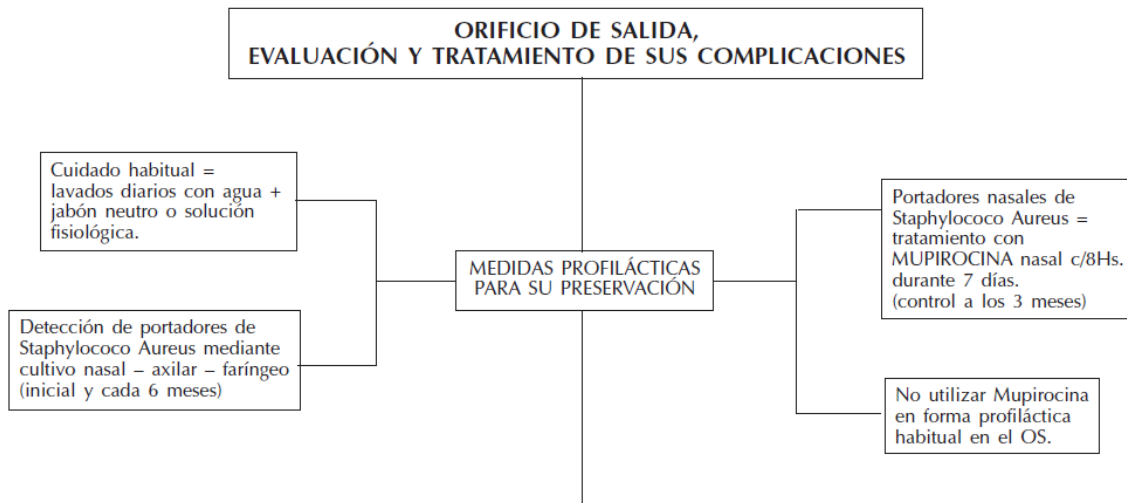 ORIFICIO DE SALIDA,
EVALUACIÓN Y TRATAMIENTO DE SUS COMPLICACIONES
Cuidado habitual =
lavados diarios con agua +
jabón neutro o solución
fisiológica.
Detección de portadores de
Staphylococo Aureus mediante
cultivo nasal – axilar – faríngeo
(inicial y cada 6 meses)
MEDIDAS PROFILÁCTICAS
PARA SU PRESERVACIÓN
Portadores nasales de
Staphylococo Aureus =
tratamiento con
MUPIROCINA nasal c/8Hs.
durante 7 días.
(control a los 3 meses)
No utilizar Mupirocina
en forma profiláctica
habitual en el OS.